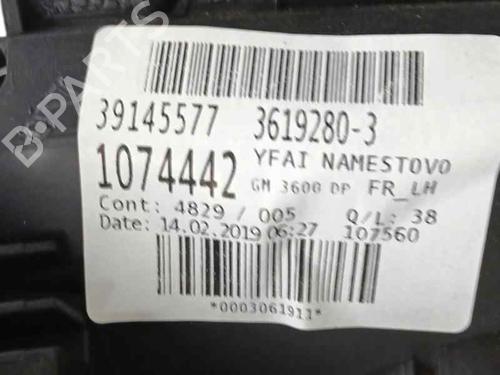 39145577 3619280-3
1074442 YFAI NAMESTOVO
GM 3600 DP FR_LH
Cont: 4829 / 005 Q/L: 38
Date: 14.02.2019 06:27 107560
*0003061911*
B-PARTS